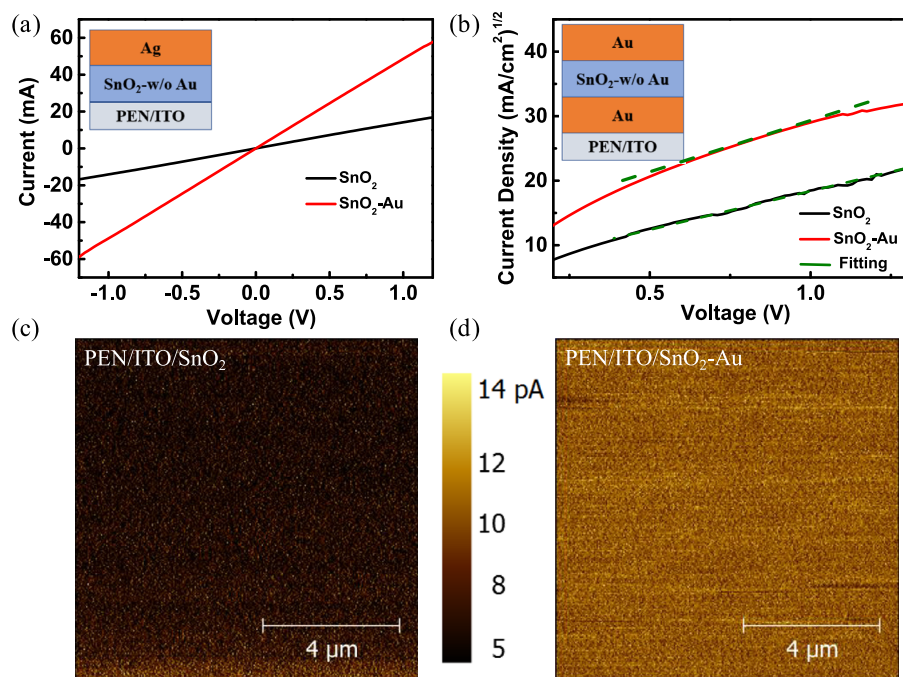 (a)
Current (mA)
60
40
20
0
-20
-40
-60
Ag
SnO₂-w/o Au
PEN/ITO
SnO₂
SnO₂-Au
-1.0
-0.5
0.0
0.5
1.0
Voltage (V)
(b)
Current Density (mA/cm²)¹/²
40
30
20
10
Au
SnO₂-w/o Au
Au
PEN/ITO
SnO₂
SnO₂-Au
Fitting
0.5
1.0
Voltage (V)
(c)
PEN/ITO/SnO₂
4 μm
14 pA
12
10
8
5
(d)
PEN/ITO/SnO₂-Au
4 μm